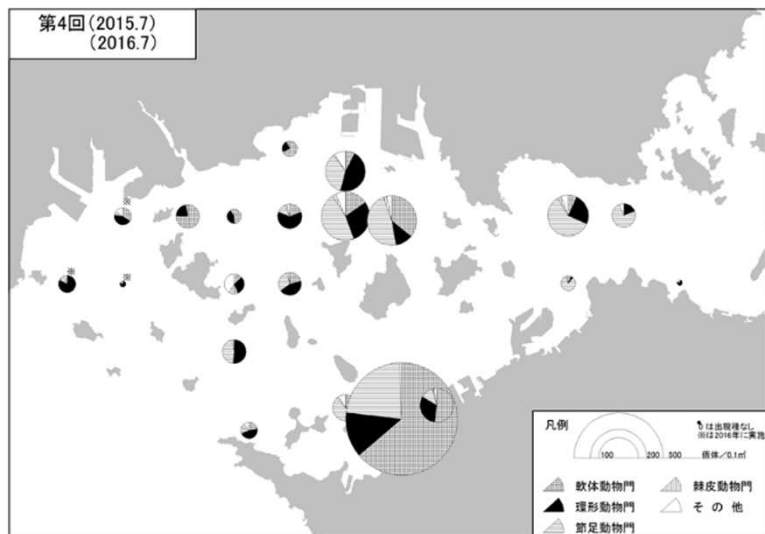 第4回(2015.7)
(2016.7)
※
※
※
凡例
は出現種なし
※は2016年に実施
100 200 500 個体/0.1㎡
軟体動物門 棘皮動物門
環形動物門 その他
節足動物門